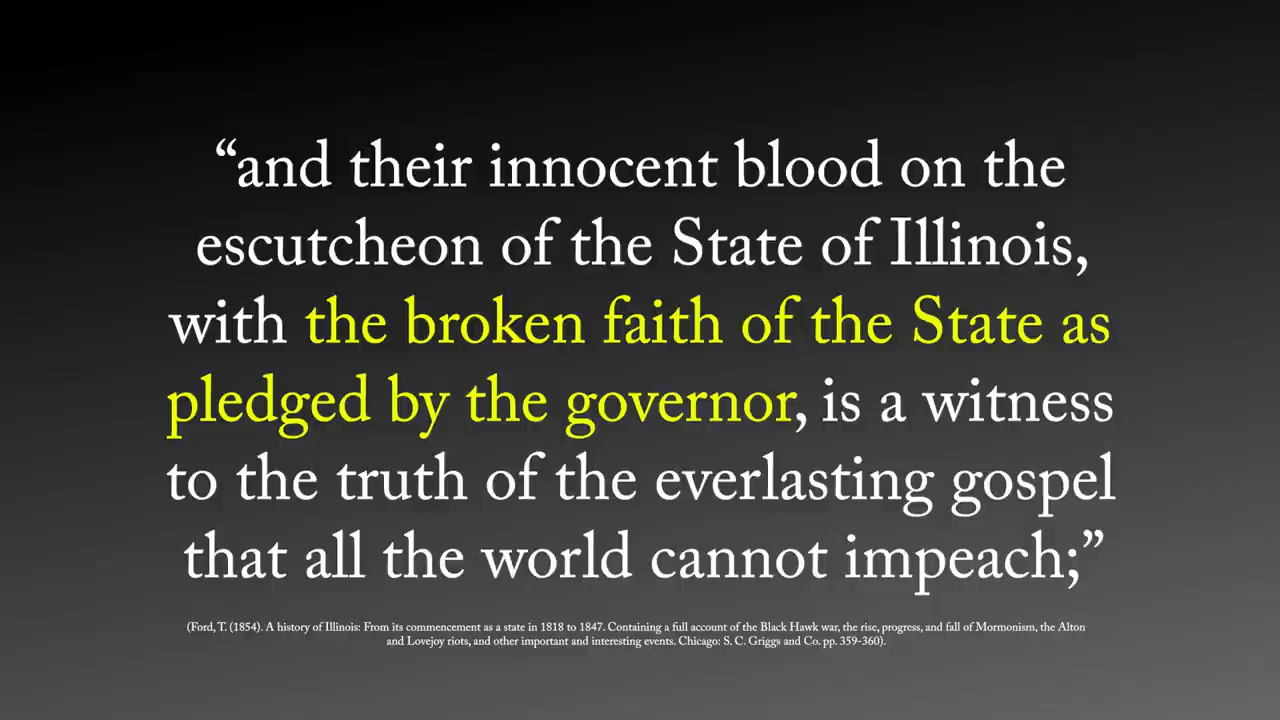 “and their innocent blood on the
escutcheon of the State of Illinois,
with the broken faith of the State as
pledged by the governor, is a witness
to the truth of the everlasting gospel
that all the world cannot impeach;”
(Ford, T. (1854). A history of Illinois: From its commencement as a state in 1818 to 1847. Containing a full account of the Black Hawk war, the rise, progress, and fall of Mormonism, the Alton
and Lovejoy riots, and other important and interesting events. Chicago: S. C. Griggs and Co. pp. 359-360).